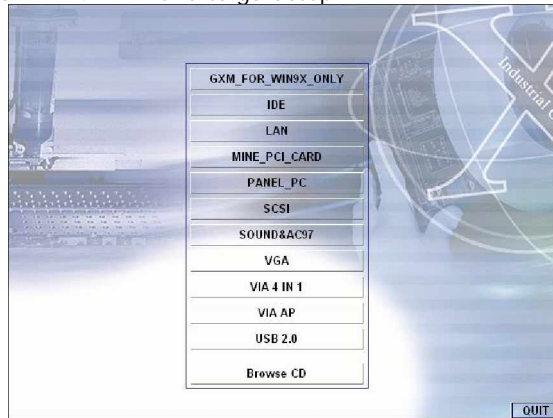 GXM_FOR_WIN9X_ONLY
IDE
LAN
MINE_PCI_CARD
PANEL_PC
SCSI
SOUND&AC97
VGA
VIA 4 IN 1
VIA AP
USB 2.0
Browse CD
Industrial
QUIT